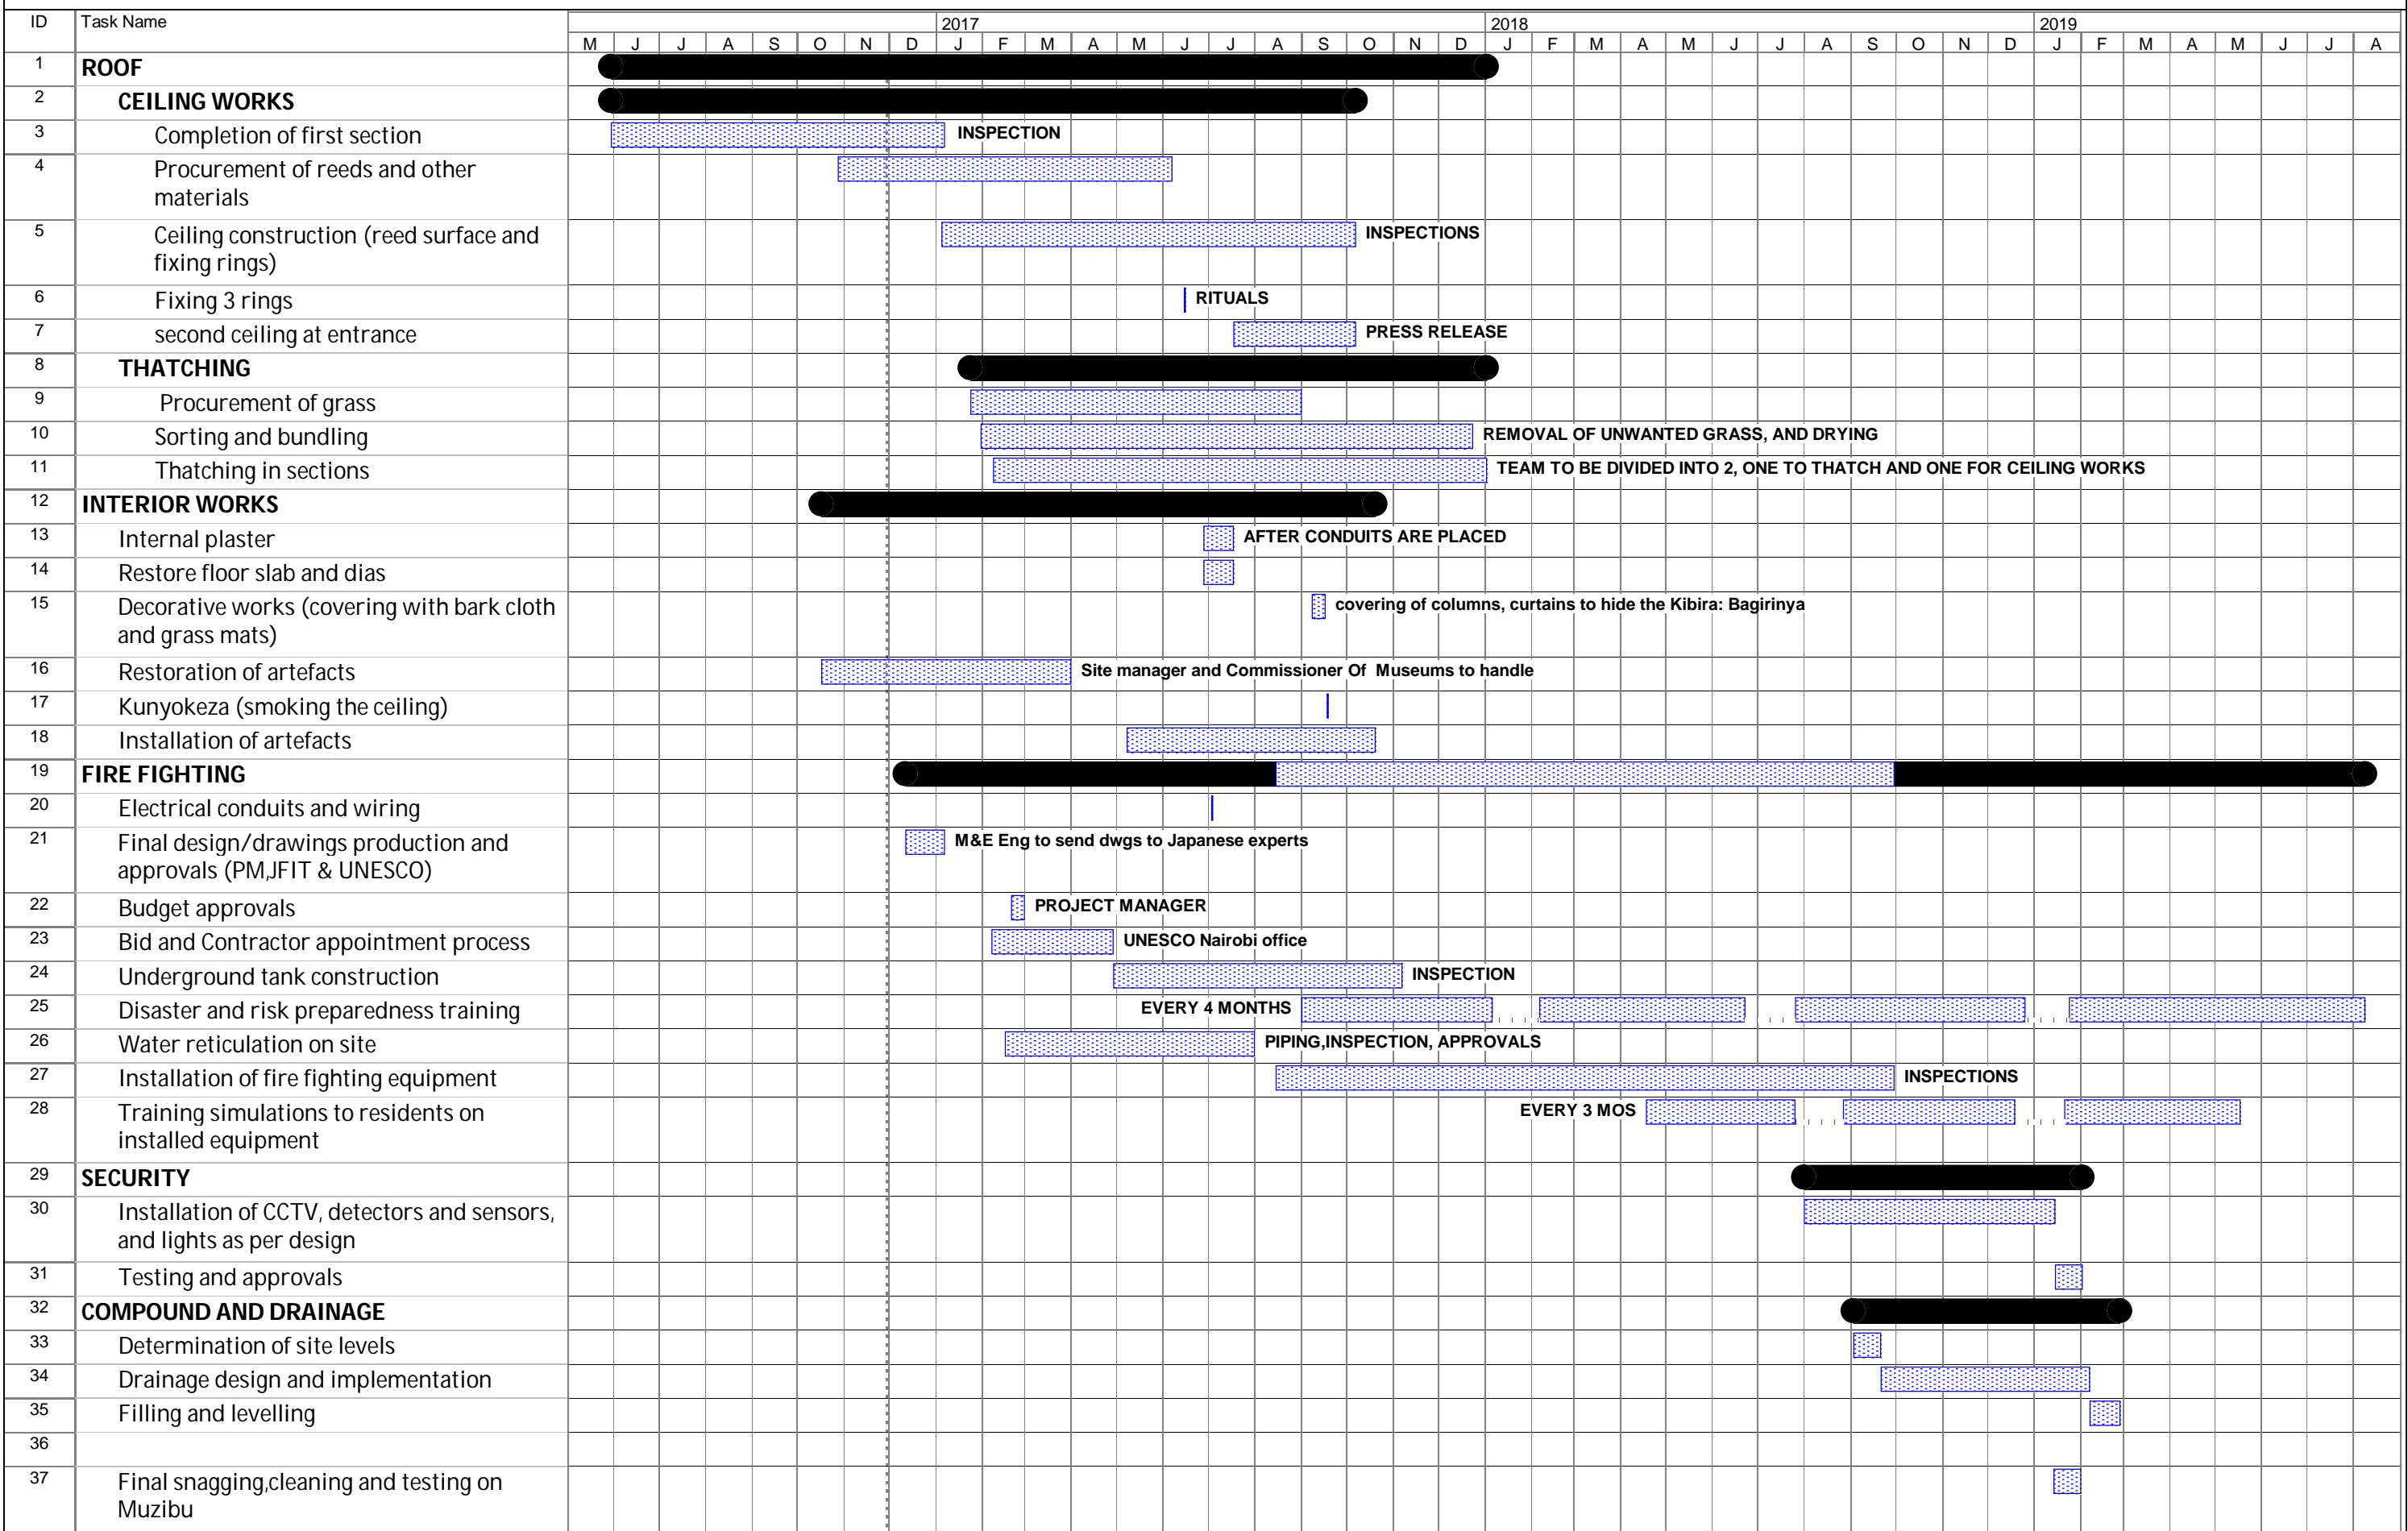 ID Task Name 2017 2018 2019
M J J A S O N D J F M A M J J A S O N D J F M A M J J A S O N D J F M A M J J A
1 ROOF
2 CEILING WORKS
3 Completion of first section INSPECTION
4 Procurement of reeds and other
materials
5 Ceiling construction (reed surface and INSPECTIONS
fixing rings)
6 Fixing 3 rings RITUALS
7 second ceiling at entrance PRESS RELEASE
8 THATCHING
9 Procurement of grass
10 Sorting and bundling REMOVAL OF UNWANTED GRASS, AND DRYING
11 Thatching in sections TEAM TO BE DIVIDED INTO 2, ONE TO THATCH AND ONE FOR CEILING WORKS
12 INTERIOR WORKS
13 Internal plaster AFTER CONDUITS ARE PLACED
14 Restore floor slab and dias
15 Decorative works (covering with bark cloth covering of columns, curtains to hide the Kibira: Bagirinya
and grass mats)
16 Restoration of artefacts Site manager and Commissioner Of Museums to handle
17 Kunyokeza (smoking the ceiling)
18 Installation of artefacts
19 FIRE FIGHTING
20 Electrical conduits and wiring
21 Final design/drawings production and M&E Eng to send dwgs to Japanese experts
approvals (PM,JFIT & UNESCO)
22 Budget approvals PROJECT MANAGER
23 Bid and Contractor appointment process UNESCO Nairobi office
24 Underground tank construction INSPECTION
25 Disaster and risk preparedness training EVERY 4 MONTHS
26 Water reticulation on site PIPING,INSPECTION, APPROVALS
27 Installation of fire fighting equipment INSPECTIONS
28 Training simulations to residents on EVERY 3 MOS
installed equipment
29 SECURITY
30 Installation of CCTV, detectors and sensors,
and lights as per design
31 Testing and approvals
32 COMPOUND AND DRAINAGE
33 Determination of site levels
34 Drainage design and implementation
35 Filling and levelling
36
37 Final snagging,cleaning and testing on
Muzibu